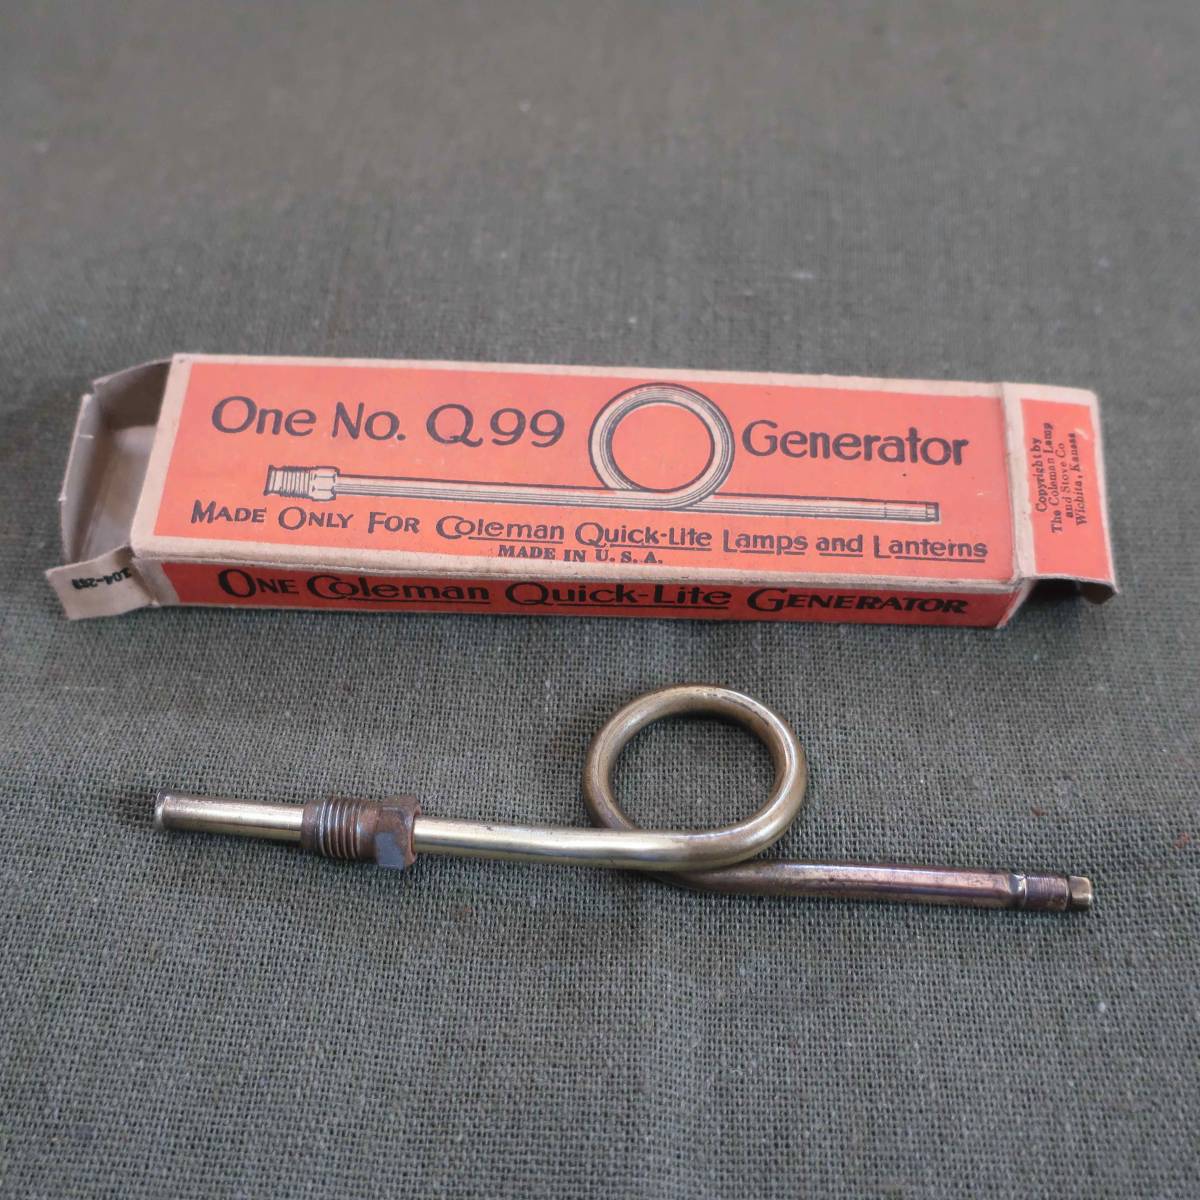 One No. Q99 Generator
MADE ONLY FOR Coleman Quick-Lite Lamps and Lanterns
MADE IN U.S.A.
ONE Coleman Quick-Lite GENERATOR
Copyright by
The Coleman Lamp
and Stove Co
Wichita, Kansas